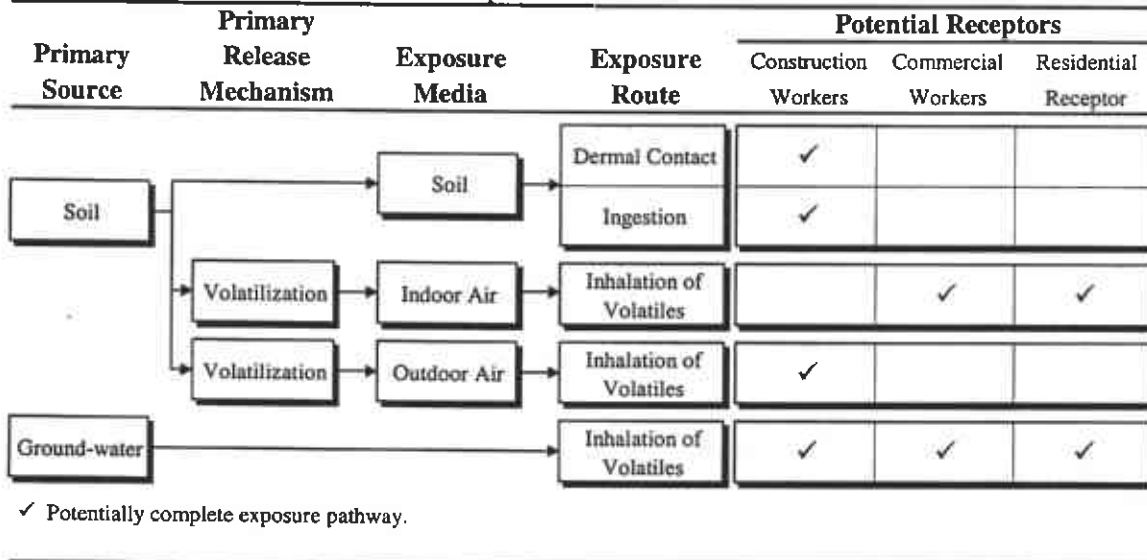 Potential Receptors
Primary
Source
Primary
Release
Mechanism
Exposure
Media
Exposure
Route
Construction
Workers
Commercial
Workers
Residential
Receptor
Soil
Soil
Dermal Contact
✓
Ingestion
✓
Volatilization
Indoor Air
Inhalation of
Volatiles
✓ ✓
Volatilization
Outdoor Air
Inhalation of
Volatiles
✓
Ground-water
Inhalation of
Volatiles
✓ ✓ ✓
✓ Potentially complete exposure pathway.